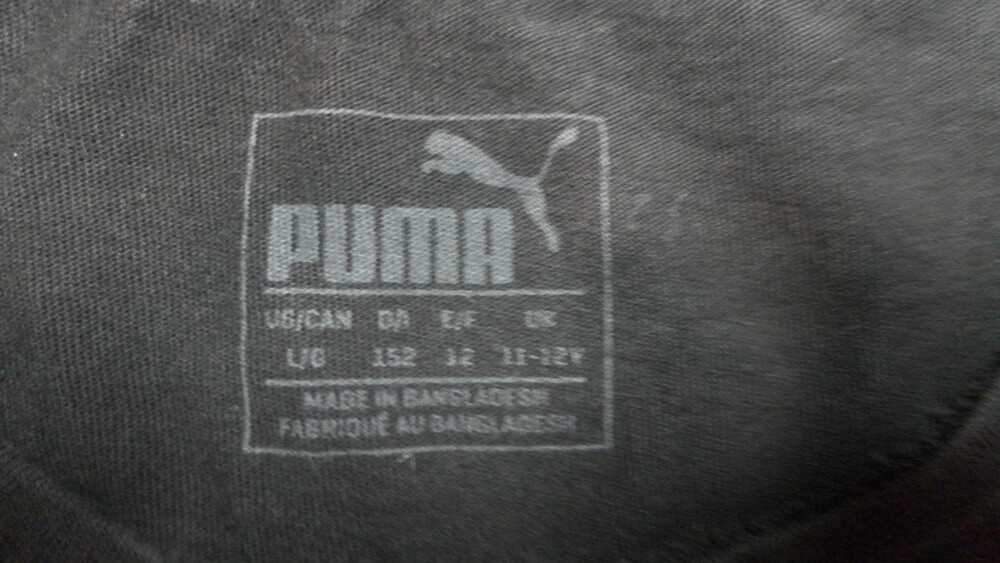 PUMA
US/CAN D/A E/F UK
L/G 152 12 11-12Y
MADE IN BANGLADESH
FABRIQUÉ AU BANGLADESH